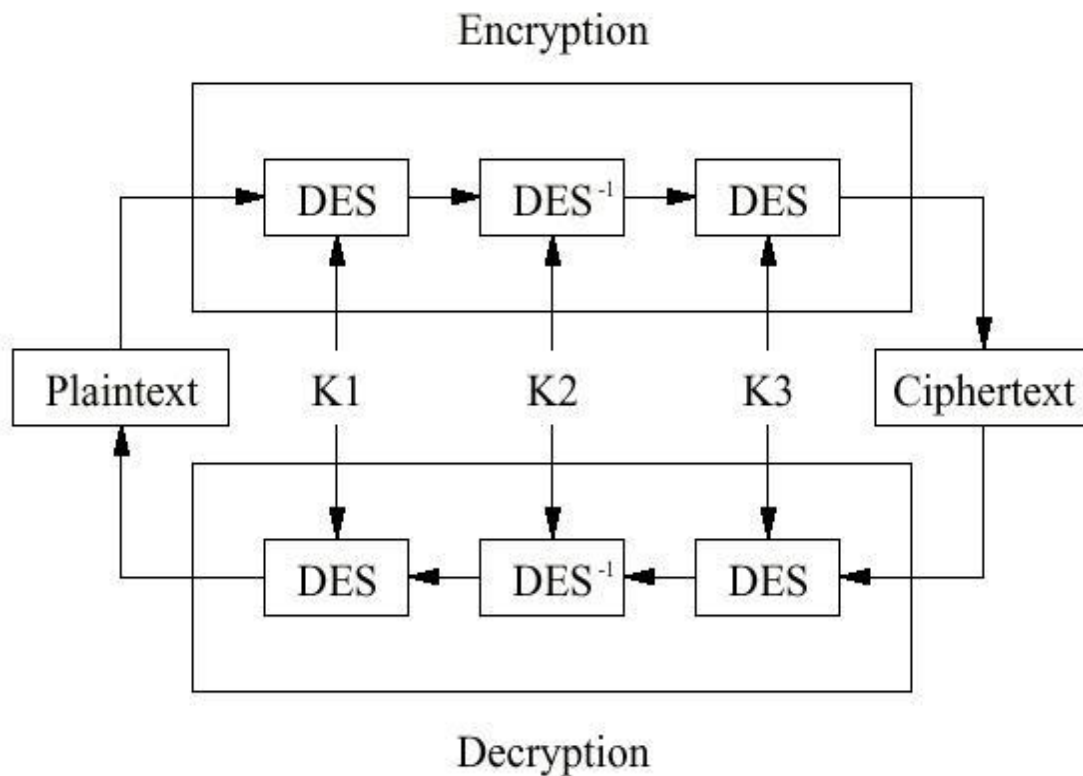 Encryption
DES DES⁻¹ DES
Plaintext K1 K2 K3 Ciphertext
DES DES⁻¹ DES
Decryption